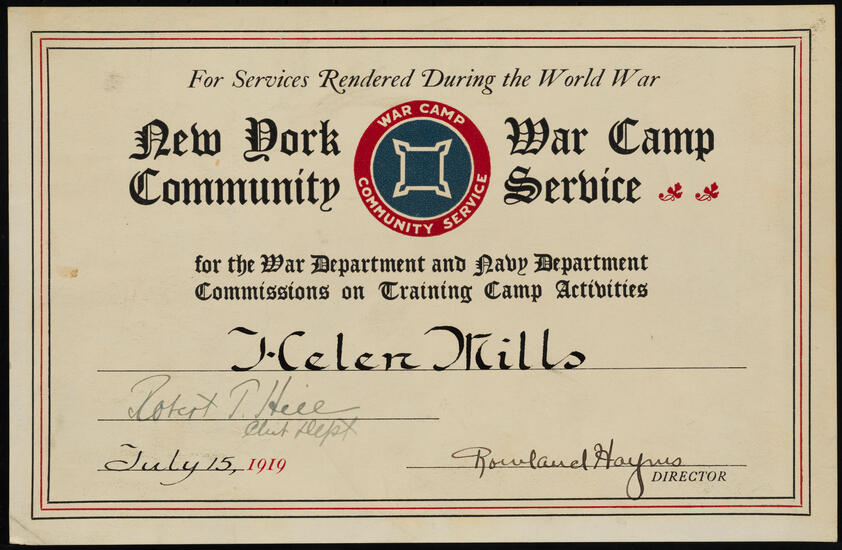 For Services Rendered During the World War
New York War Camp
Community Service
WAR CAMP
COMMUNITY SERVICE
for the War Department and Navy Department
Commissions on Training Camp Activities
Helen Mills
Robert T. Hill
Club Dept
July 15, 1919
Rowland Haynes
DIRECTOR